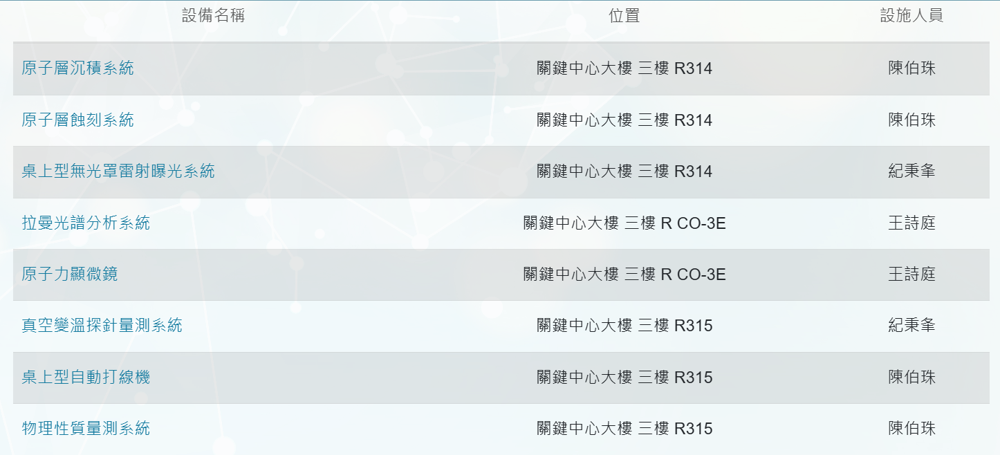 設備名稱 位置 設施人員
原子層沉積系統 關鍵中心大樓 三樓 R314 陳伯珠
原子層蝕刻系統 關鍵中心大樓 三樓 R314 陳伯珠
桌上型無光罩雷射曝光系統 關鍵中心大樓 三樓 R314 紀秉夆
拉曼光譜分析系統 關鍵中心大樓 三樓 R CO-3E 王詩庭
原子力顯微鏡 關鍵中心大樓 三樓 R CO-3E 王詩庭
真空變溫探針量測系統 關鍵中心大樓 三樓 R315 紀秉夆
桌上型自動打線機 關鍵中心大樓 三樓 R315 陳伯珠
物理性質量測系統 關鍵中心大樓 三樓 R315 陳伯珠